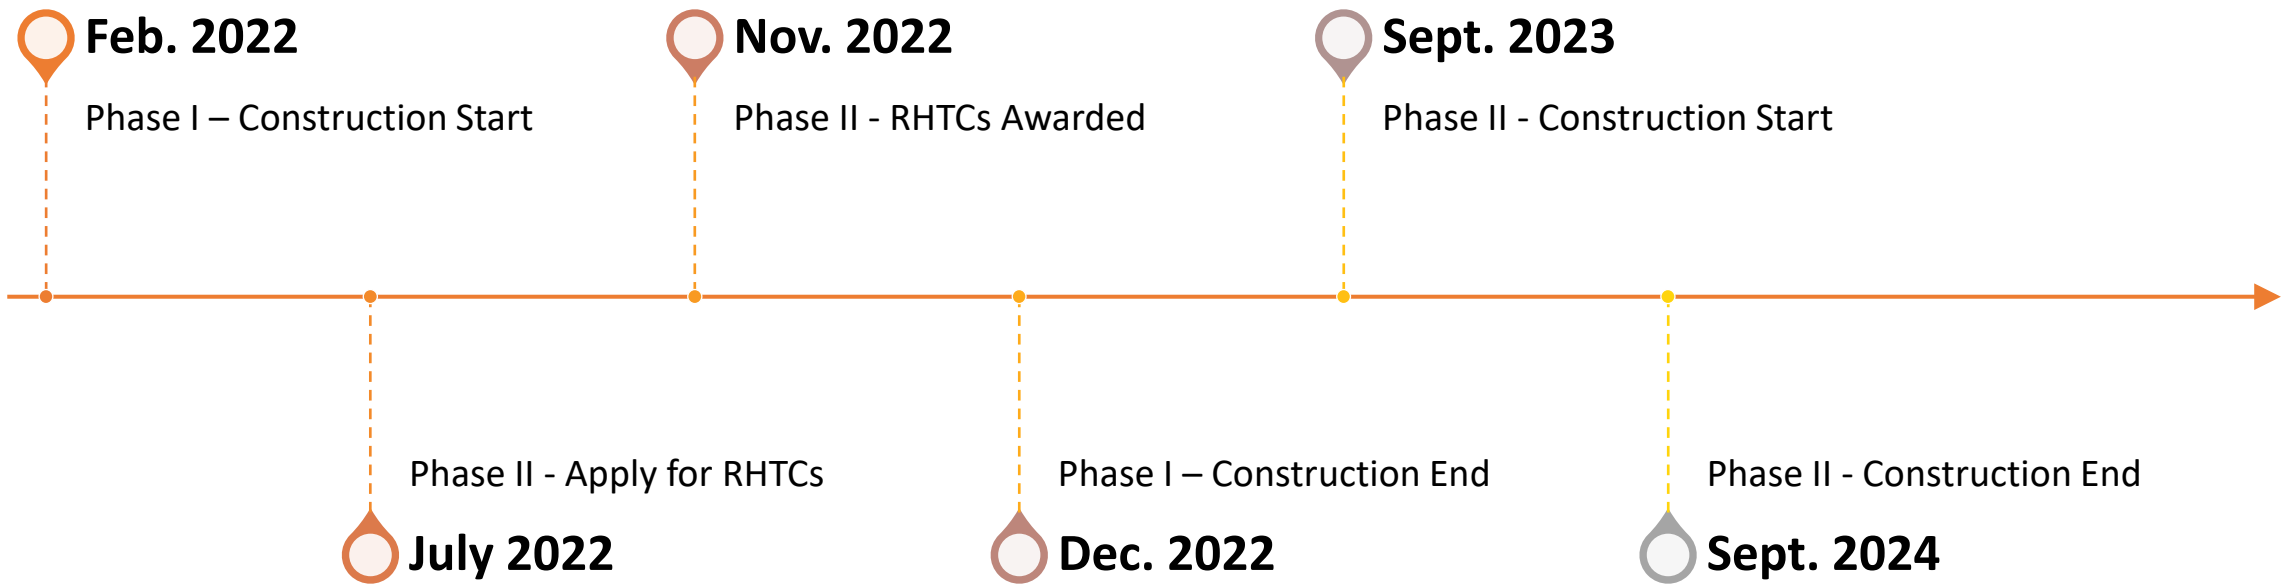 Feb. 2022
Phase I – Construction Start
Nov. 2022
Phase II - RHTCs Awarded
Sept. 2023
Phase II - Construction Start
Phase II - Apply for RHTCs
July 2022
Phase I – Construction End
Dec. 2022
Phase II - Construction End
Sept. 2024